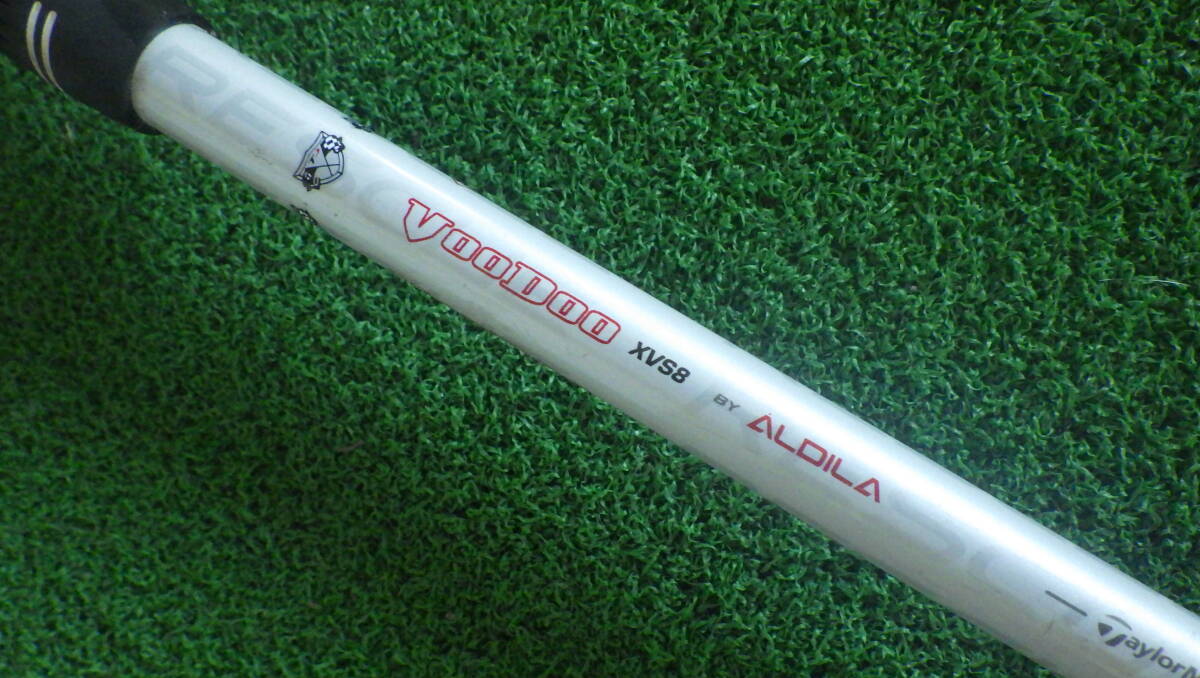 VOODOO XVS8 BY ALDILA
TaylorM